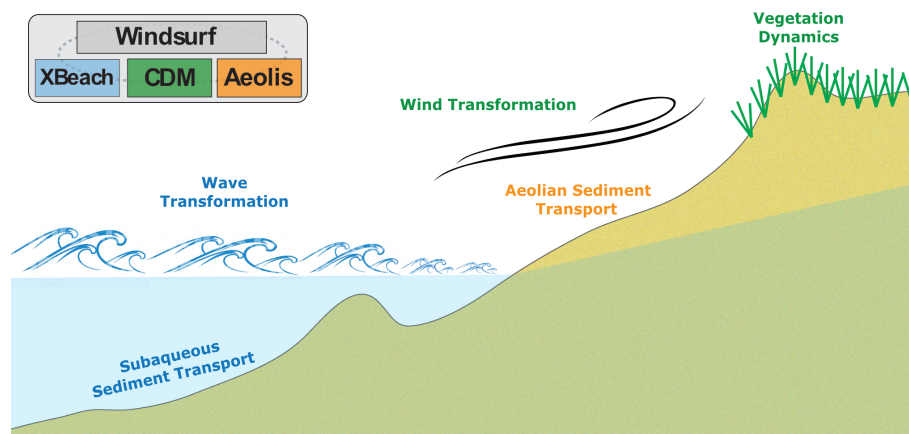 Windsurf
XBeach
CDM
Aeolis
Vegetation
Dynamics
Wind Transformation
Wave
Transformation
Aeolian Sediment
Transport
Subaqueous
Sediment Transport